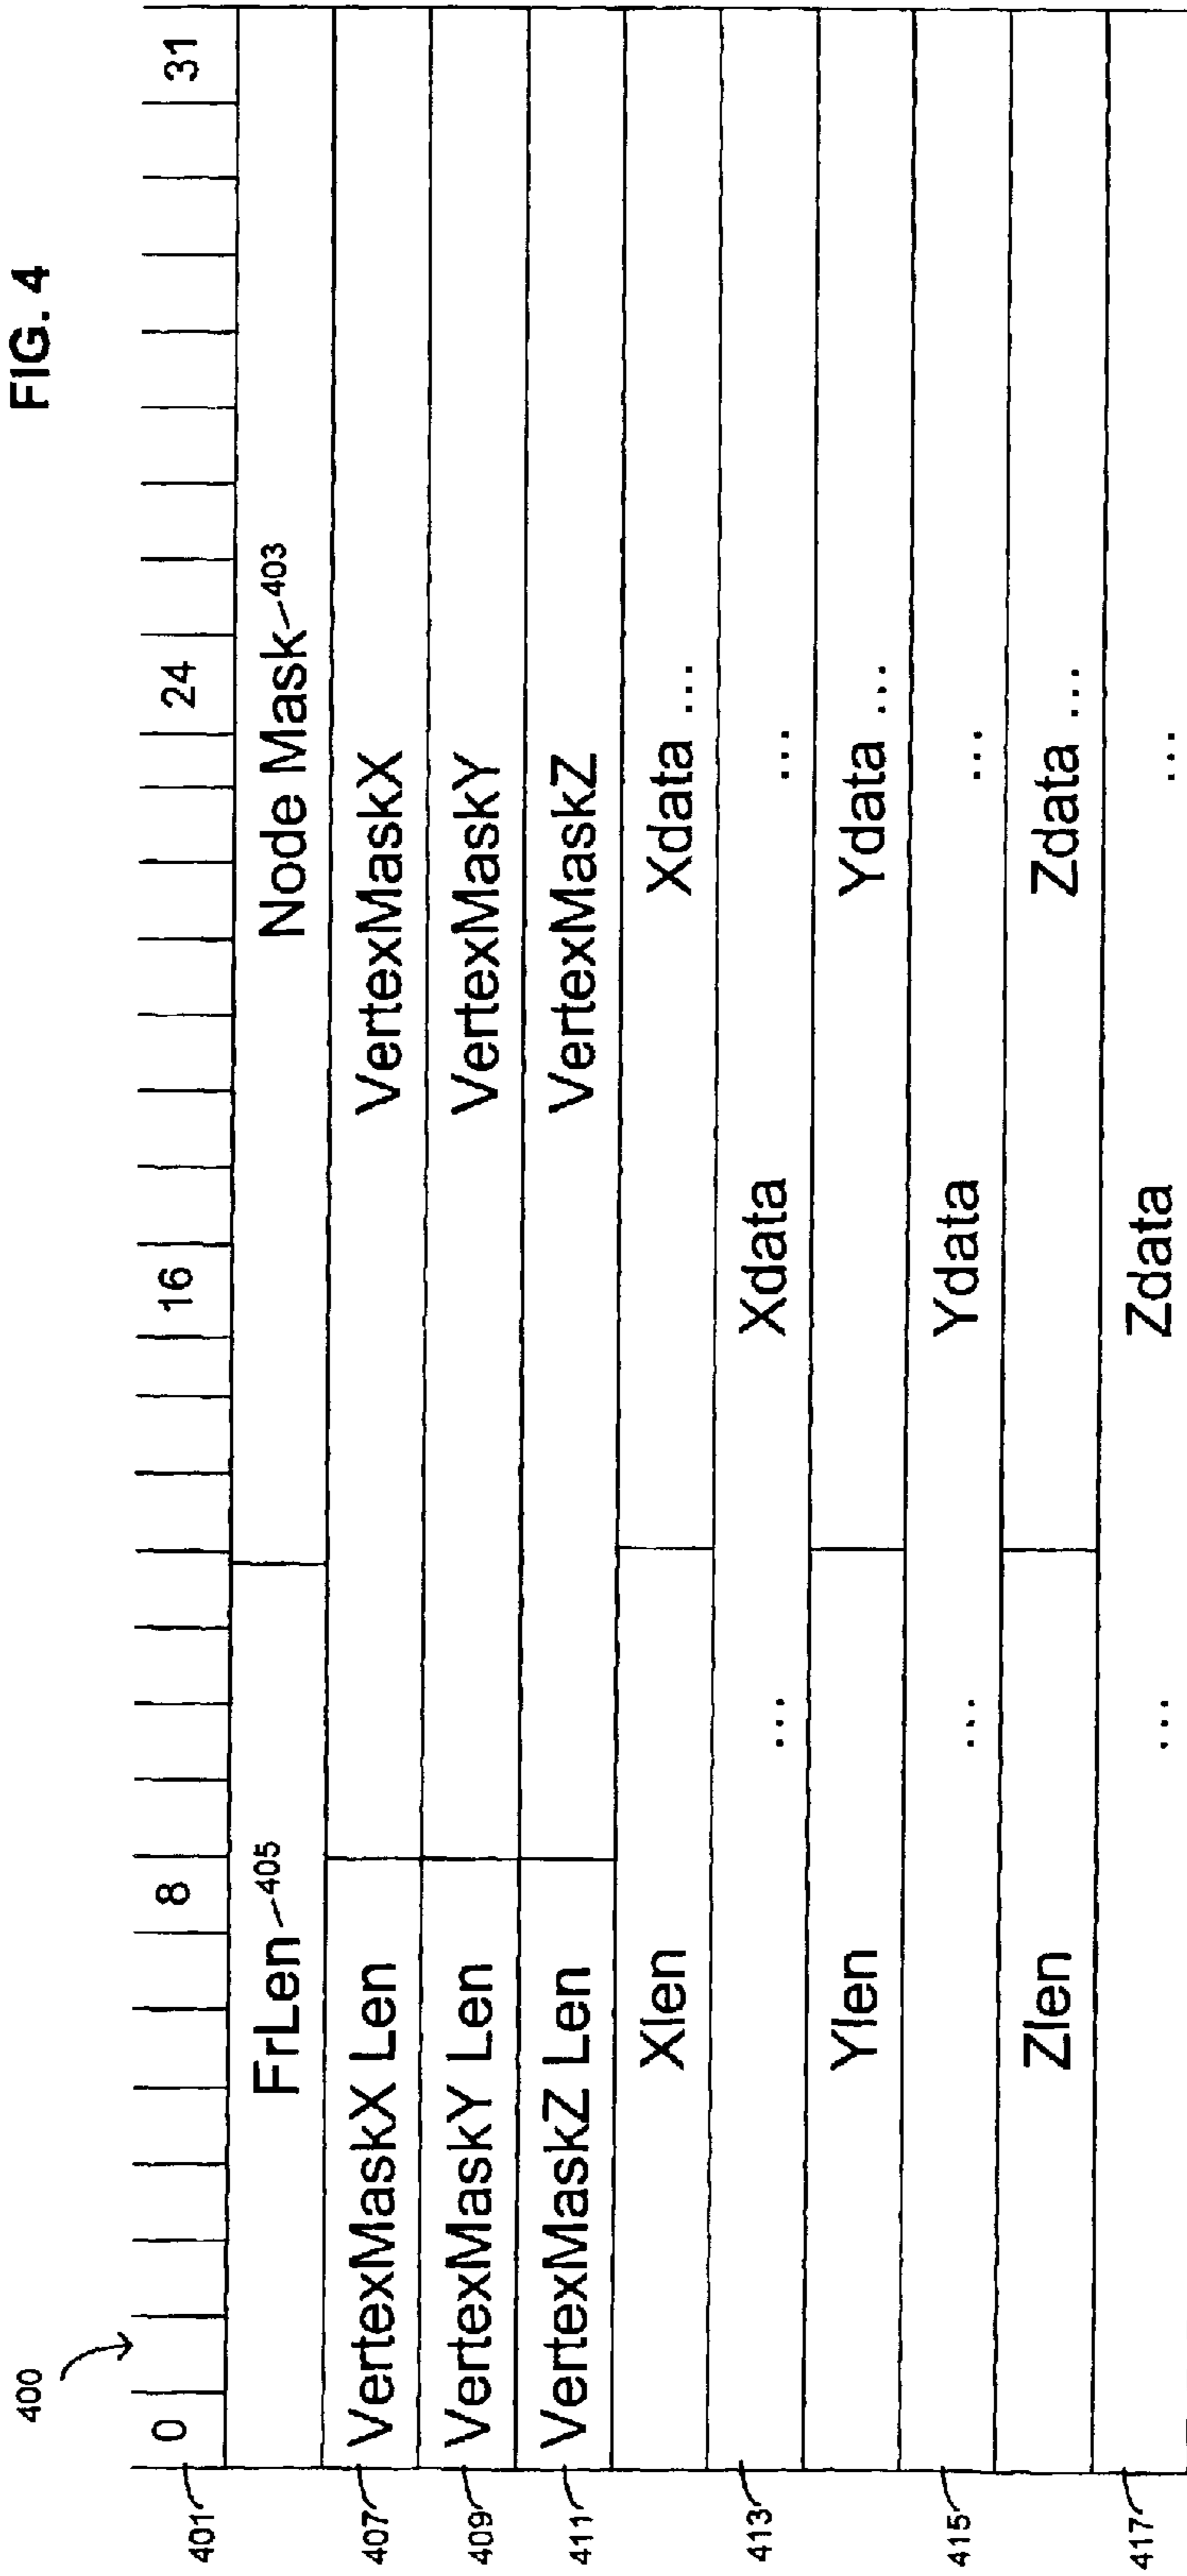 FIG. 4
400
401 0 8 16 24 31
FrLen 405 Node Mask 403
407 VertexMaskX Len VertexMaskX
409 VertexMaskY Len VertexMaskY
411 VertexMaskZ Len VertexMaskZ
Xlen Xdata ...
413 ... Xdata ...
Ylen Ydata ...
415 ... Ydata ...
Zlen Zdata ...
417 ... Zdata ...